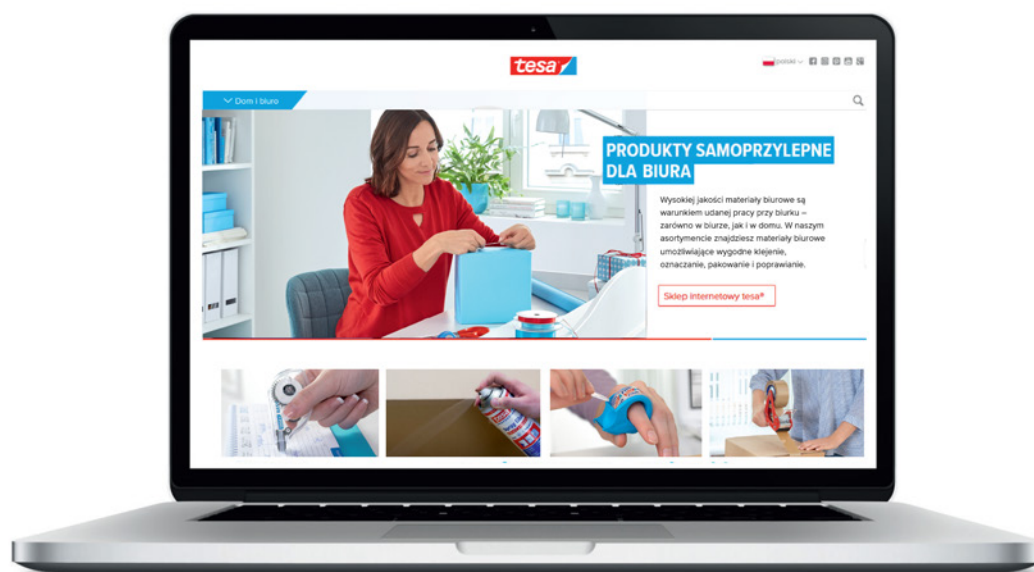 tesa
polski
Dom i biuro
PRODUKTY SAMOPRZYLEPNE
DLA BIURA
Wysokiej jakości materiały biurowe są
warunkiem udanej pracy przy biurku –
zarówno w biurze, jak i w domu. W naszym
asortymencie znajdziesz materiały biurowe
umożliwiające wygodne klejenie,
oznaczanie, pakowanie i poprawianie.
Sklep internetowy tesa®
tesa